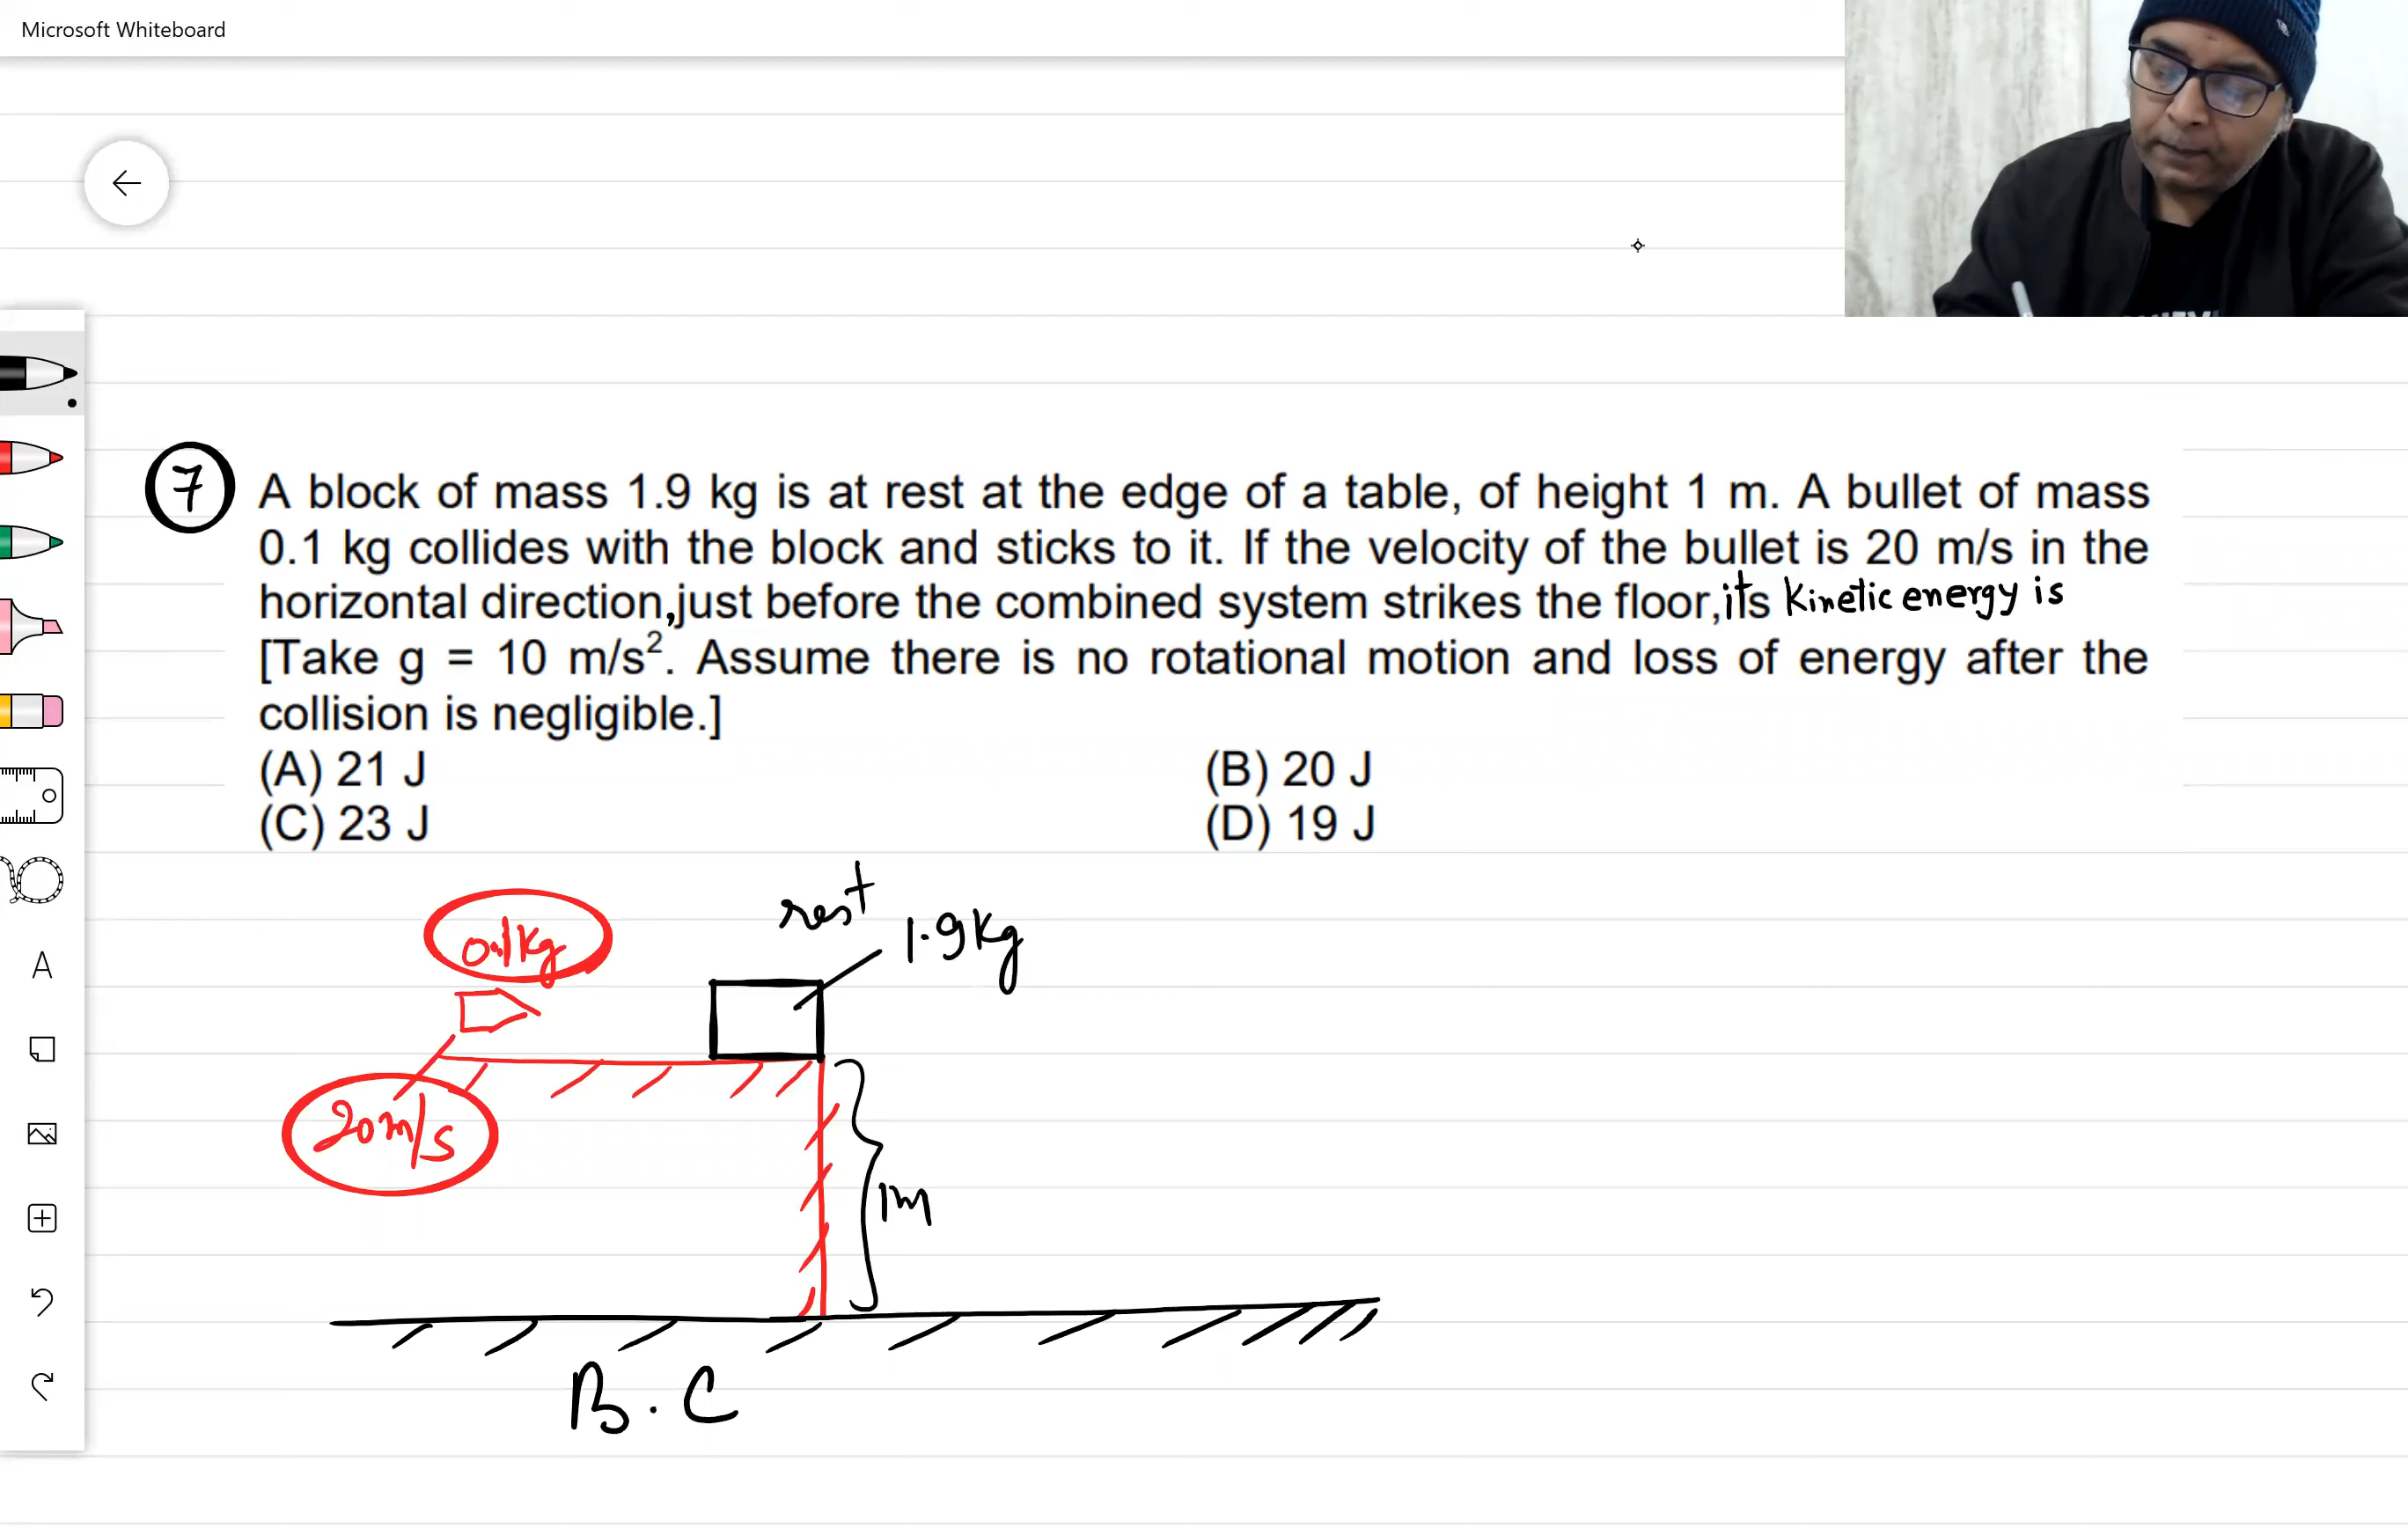 Microsoft Whiteboard
7
A block of mass 1.9 kg is at rest at the edge of a table, of height 1 m. A bullet of mass
0.1 kg collides with the block and sticks to it. If the velocity of the bullet is 20 m/s in the
horizontal direction,just before the combined system strikes the floor,its Kinetic energy is
[Take g = 10 m/s². Assume there is no rotational motion and loss of energy after the
collision is negligible.]
(A) 21 J (B) 20 J
(C) 23 J (D) 19 J
rest
0.1kg
1.9kg
20m/s
1m
B.C
A